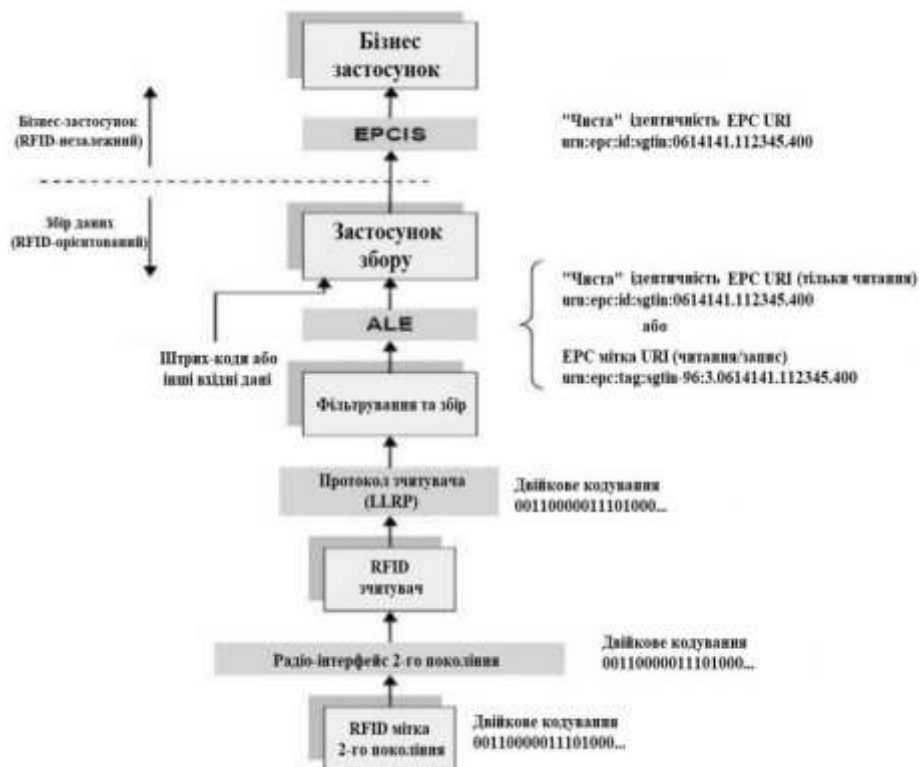 Бізнес
застосунок
Бізнес-застосунок
(RFID-незалежний)
EPCIS
"Чиста" ідентичність EPC URI
urn:epc:id:sgtin:0614141.112345.400
Збір даних
(RFID-орієнтований)
Застосунок
збору
"Чиста" ідентичність EPC URI (тільки читання)
urn:epc:id:sgtin:0614141.112345.400
або
EPC мітка URI (читання/запис)
urn:epc:tag:sgtin-96:3.0614141.112345.400
ALE
Штрих-коди або
інші вхідні дані
Фільтрування та збір
Протокол зчитувача
(LLRP)
Двійкове кодування
00110000011101000...
RFID
зчитувач
Радіо-інтерфейс 2-го покоління
Двійкове кодування
00110000011101000...
RFID мітка
2-го покоління
Двійкове кодування
00110000011101000...